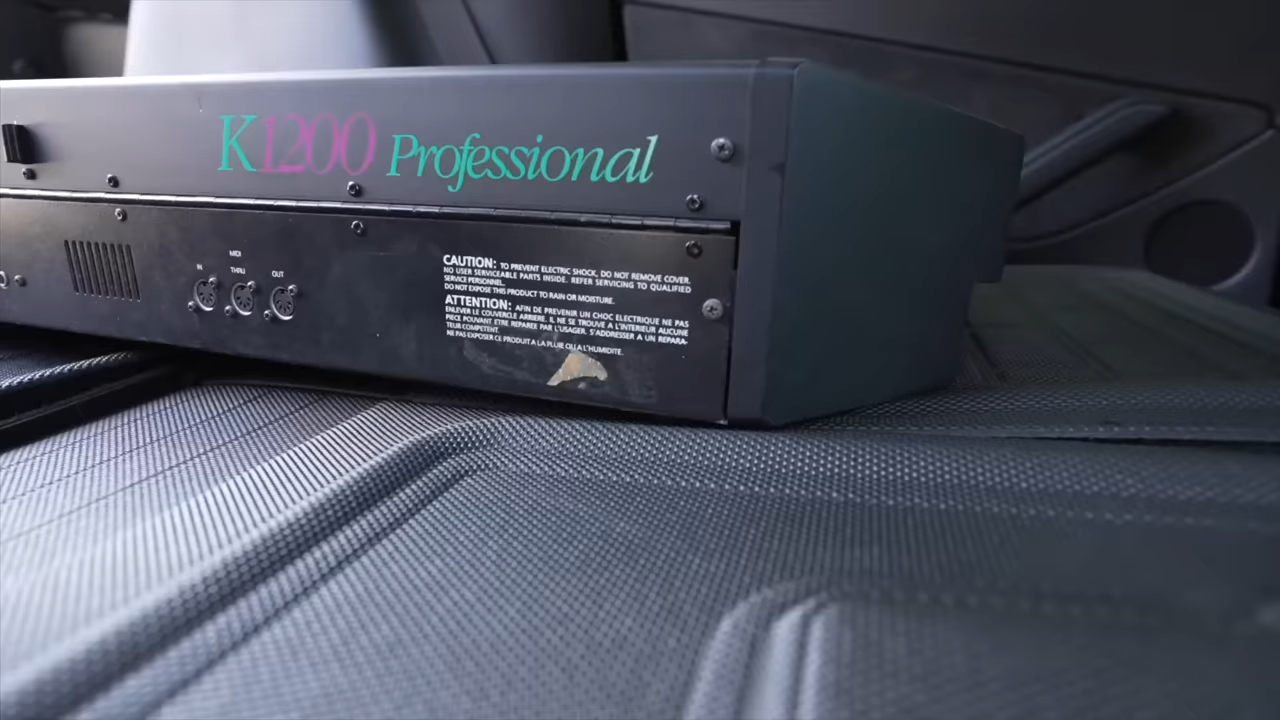 K1200 Professional
MIDI
IN THRU OUT
CAUTION: TO PREVENT ELECTRIC SHOCK, DO NOT REMOVE COVER.
NO USER SERVICEABLE PARTS INSIDE. REFER SERVICING TO QUALIFIED
SERVICE PERSONNEL.
DO NOT EXPOSE THIS PRODUCT TO RAIN OR MOISTURE.
ATTENTION: AFIN DE PREVENIR UN CHOC ELECTRIQUE NE PAS
ENLEVER LE COUVERCLE ARRIERE. IL NE SE TROUVE A L'INTERIEUR AUCUNE
PIECE POUVANT ETRE REPAREE PAR L'USAGER. S'ADDRESSER A UN REPARA-
TEUR COMPETENT.
NE PAS EXPOSER CE PRODUIT A LA PLUIE OU A L'HUMIDITE.